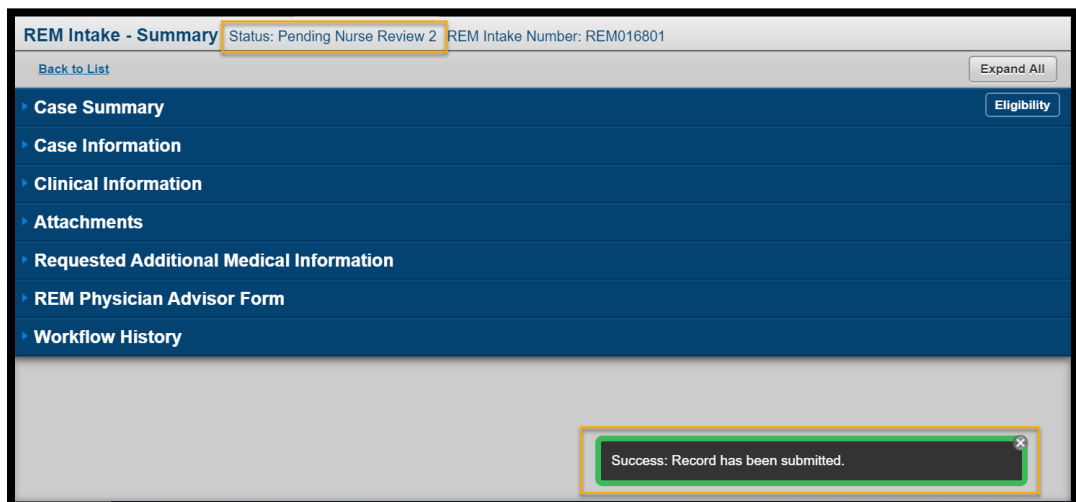 REM Intake - Summary Status: Pending Nurse Review 2 REM Intake Number: REM016801
Back to List Expand All
Case Summary Eligibility
Case Information
Clinical Information
Attachments
Requested Additional Medical Information
REM Physician Advisor Form
Workflow History
Success: Record has been submitted.